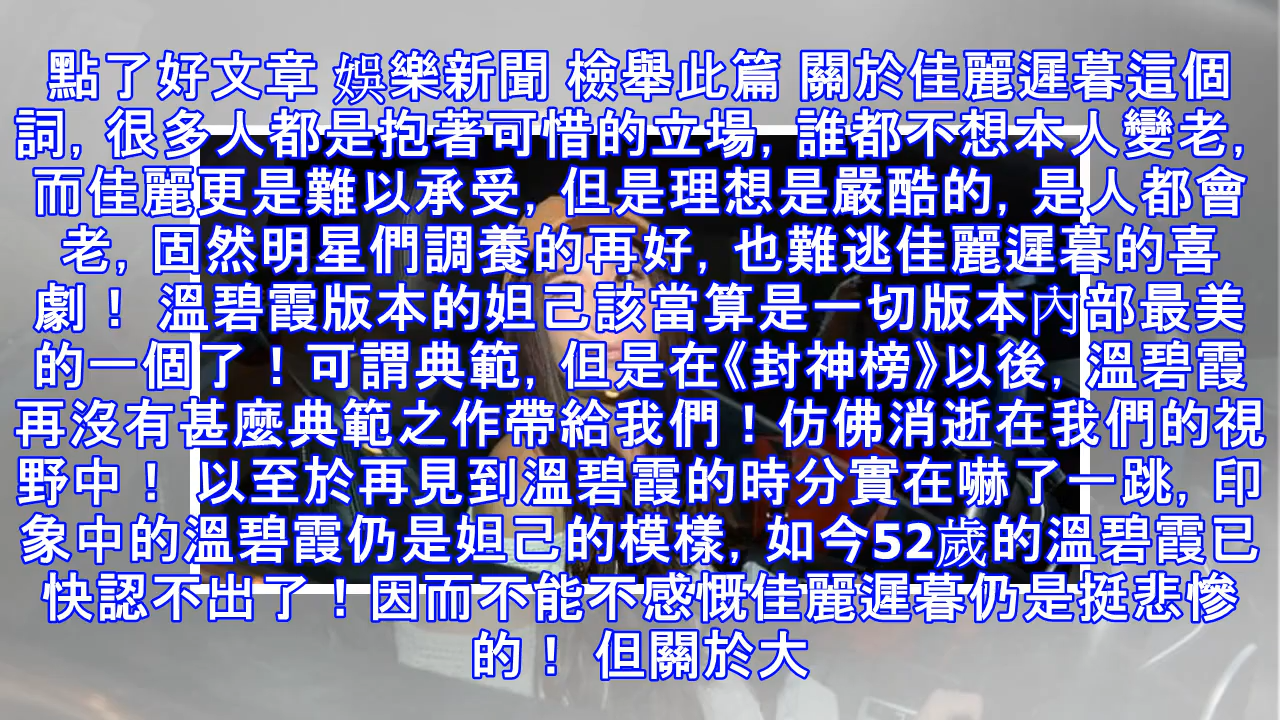 點了好文章 娛樂新聞 檢舉此篇 關於佳麗遲暮這個
詞, 很多人都是抱著可惜的立場, 誰都不想本人變老,
而佳麗更是難以承受, 但是理想是嚴酷的, 是人都會
老, 固然明星們調養的再好, 也難逃佳麗遲暮的喜
劇！ 溫碧霞版本的妲己該當算是一切版本內部最美
的一個了！可謂典範, 但是在《封神榜》以後, 溫碧霞
再沒有甚麼典範之作帶給我們！仿佛消逝在我們的視
野中！ 以至於再見到溫碧霞的時分實在嚇了一跳, 印
象中的溫碧霞仍是妲己的模樣, 如今52歲的溫碧霞已
快認不出了！因而不能不感慨佳麗遲暮仍是挺悲慘
的！ 但關於大